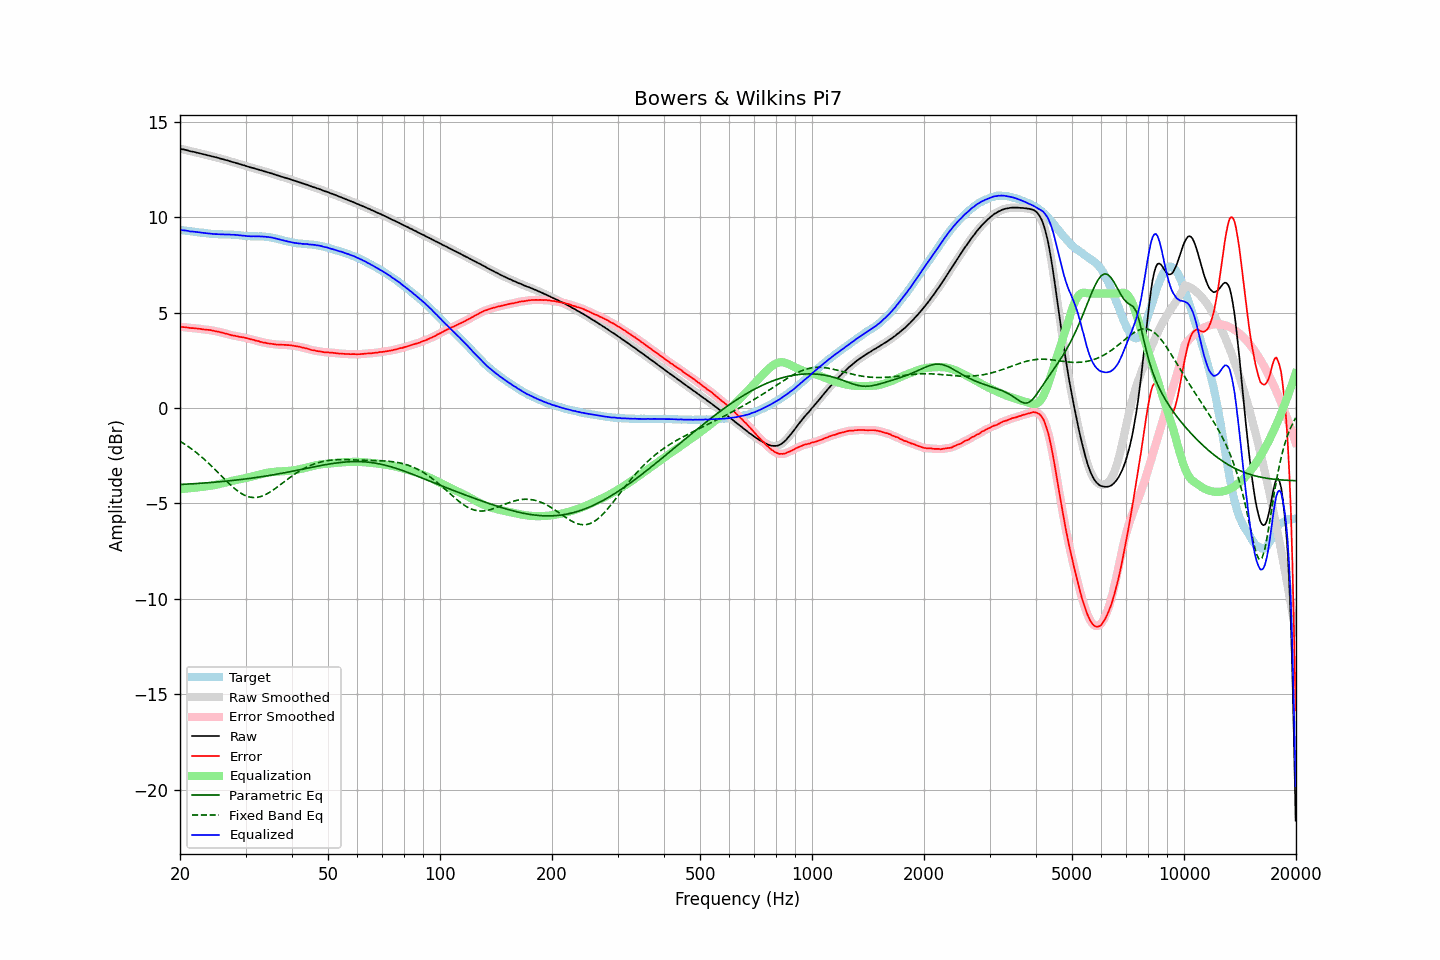 Bowers & Wilkins Pi7
15
10
5
0
−5
−10
−15
−20
Amplitude (dBr)
Target
Raw Smoothed
Error Smoothed
Raw
Error
Equalization
Parametric Eq
Fixed Band Eq
Equalized
20 50 100 200 500 1000 2000 5000 10000 20000
Frequency (Hz)